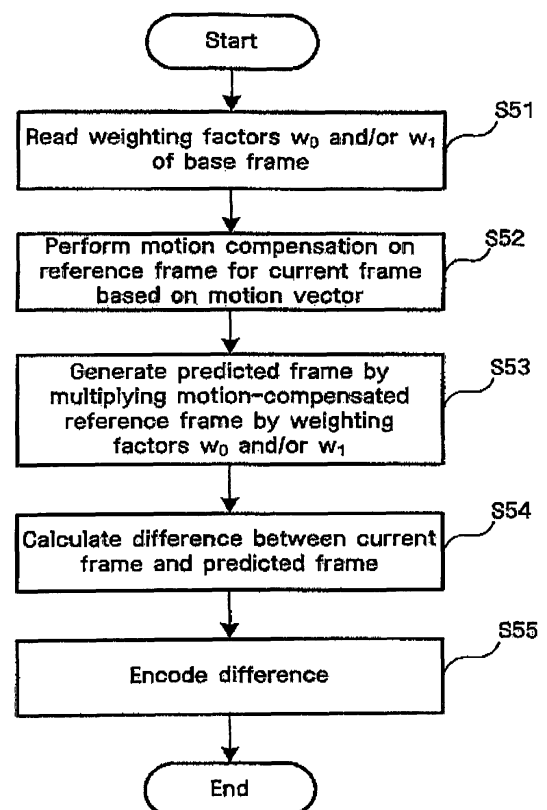 Start
S51
Read weighting factors w₀ and/or w₁
of base frame
S52
Perform motion compensation on
reference frame for current frame
based on motion vector
S53
Generate predicted frame by
multiplying motion-compensated
reference frame by weighting
factors w₀ and/or w₁
S54
Calculate difference between current
frame and predicted frame
S55
Encode difference
End